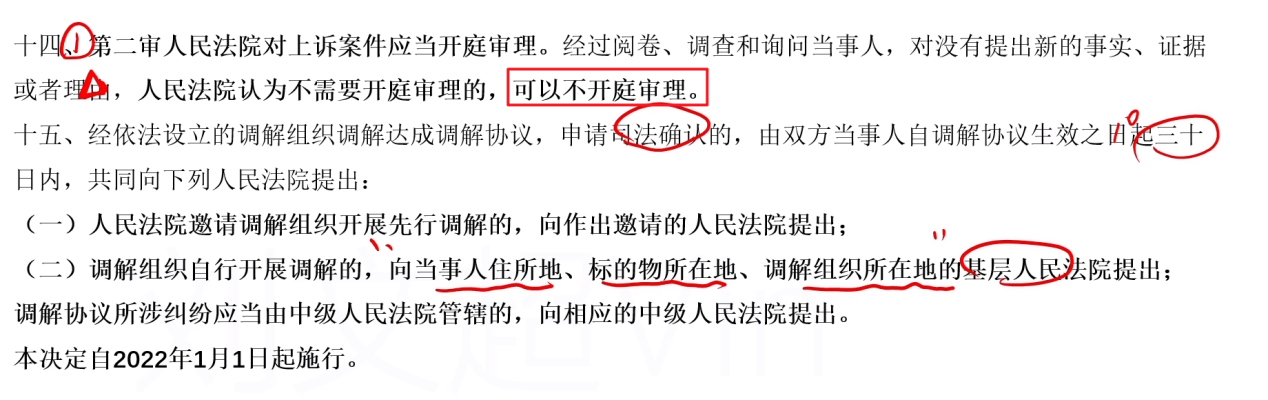 十四、第二审人民法院对上诉案件应当开庭审理。经过阅卷、调查和询问当事人，对没有提出新的事实、证据
或者理由，人民法院认为不需要开庭审理的，可以不开庭审理。
十五、经依法设立的调解组织调解达成调解协议，申请司法确认的，由双方当事人自调解协议生效之日起三十
日内，共同向下列人民法院提出：
（一）人民法院邀请调解组织开展先行调解的，向作出邀请的人民法院提出；
（二）调解组织自行开展调解的，向当事人住所地、标的物所在地、调解组织所在地的基层人民法院提出；
调解协议所涉纠纷应当由中级人民法院管辖的，向相应的中级人民法院提出。
本决定自2022年1月1日起施行。